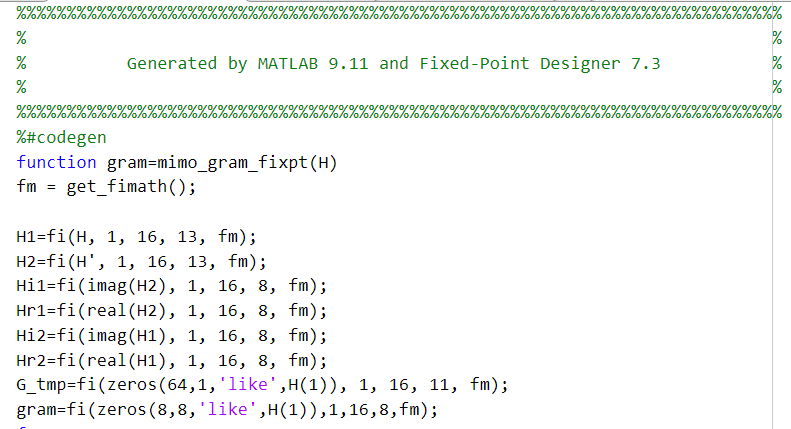 %%%%%%%%%%%%%%%%%%%%%%%%%%%%%%%%%%%%%%%%%%%%%%%%%%%%%%%%%%%%%%%%%%%%%%%%%%
% %
% Generated by MATLAB 9.11 and Fixed-Point Designer 7.3 %
% %
%%%%%%%%%%%%%%%%%%%%%%%%%%%%%%%%%%%%%%%%%%%%%%%%%%%%%%%%%%%%%%%%%%%%%%%%%%
%#codegen
function gram=mimo_gram_fixpt(H)
fm = get_fimath();
H1=fi(H, 1, 16, 13, fm);
H2=fi(H', 1, 16, 13, fm);
Hi1=fi(imag(H2), 1, 16, 8, fm);
Hr1=fi(real(H2), 1, 16, 8, fm);
Hi2=fi(imag(H1), 1, 16, 8, fm);
Hr2=fi(real(H1), 1, 16, 8, fm);
G_tmp=fi(zeros(64,1,'like',H(1)), 1, 16, 11, fm);
gram=fi(zeros(8,8,'like',H(1)),1,16,8,fm);